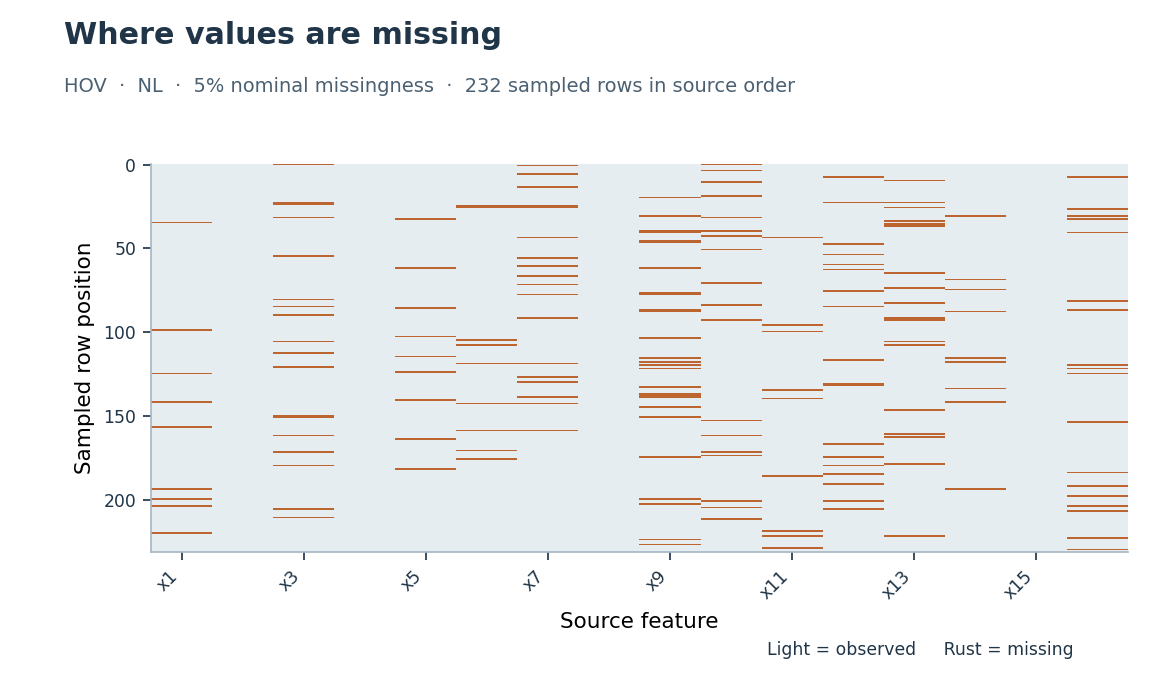 Where values are missing
HOV · NL · 5% nominal missingness · 232 sampled rows in source order
Sampled row position
0
50
100
150
200
x1
x3
x5
x7
x9
x11
x13
x15
Source feature
Light = observed
Rust = missing